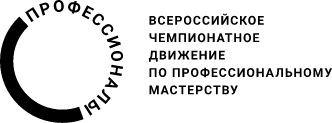 ПРОФЕССИОНАЛЫ
ВСЕРОССИЙСКОЕ
ЧЕМПИОНАТНОЕ
ДВИЖЕНИЕ
ПО ПРОФЕССИОНАЛЬНОМУ
МАСТЕРСТВУ